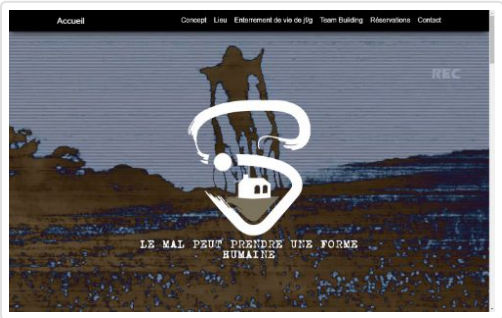 Accueil
Concept Lieu Enterrement de vie de jf/g Team Building Réservations Contact
REC
LE MAL PEUT PRENDRE UNE FORME
HUMAINE